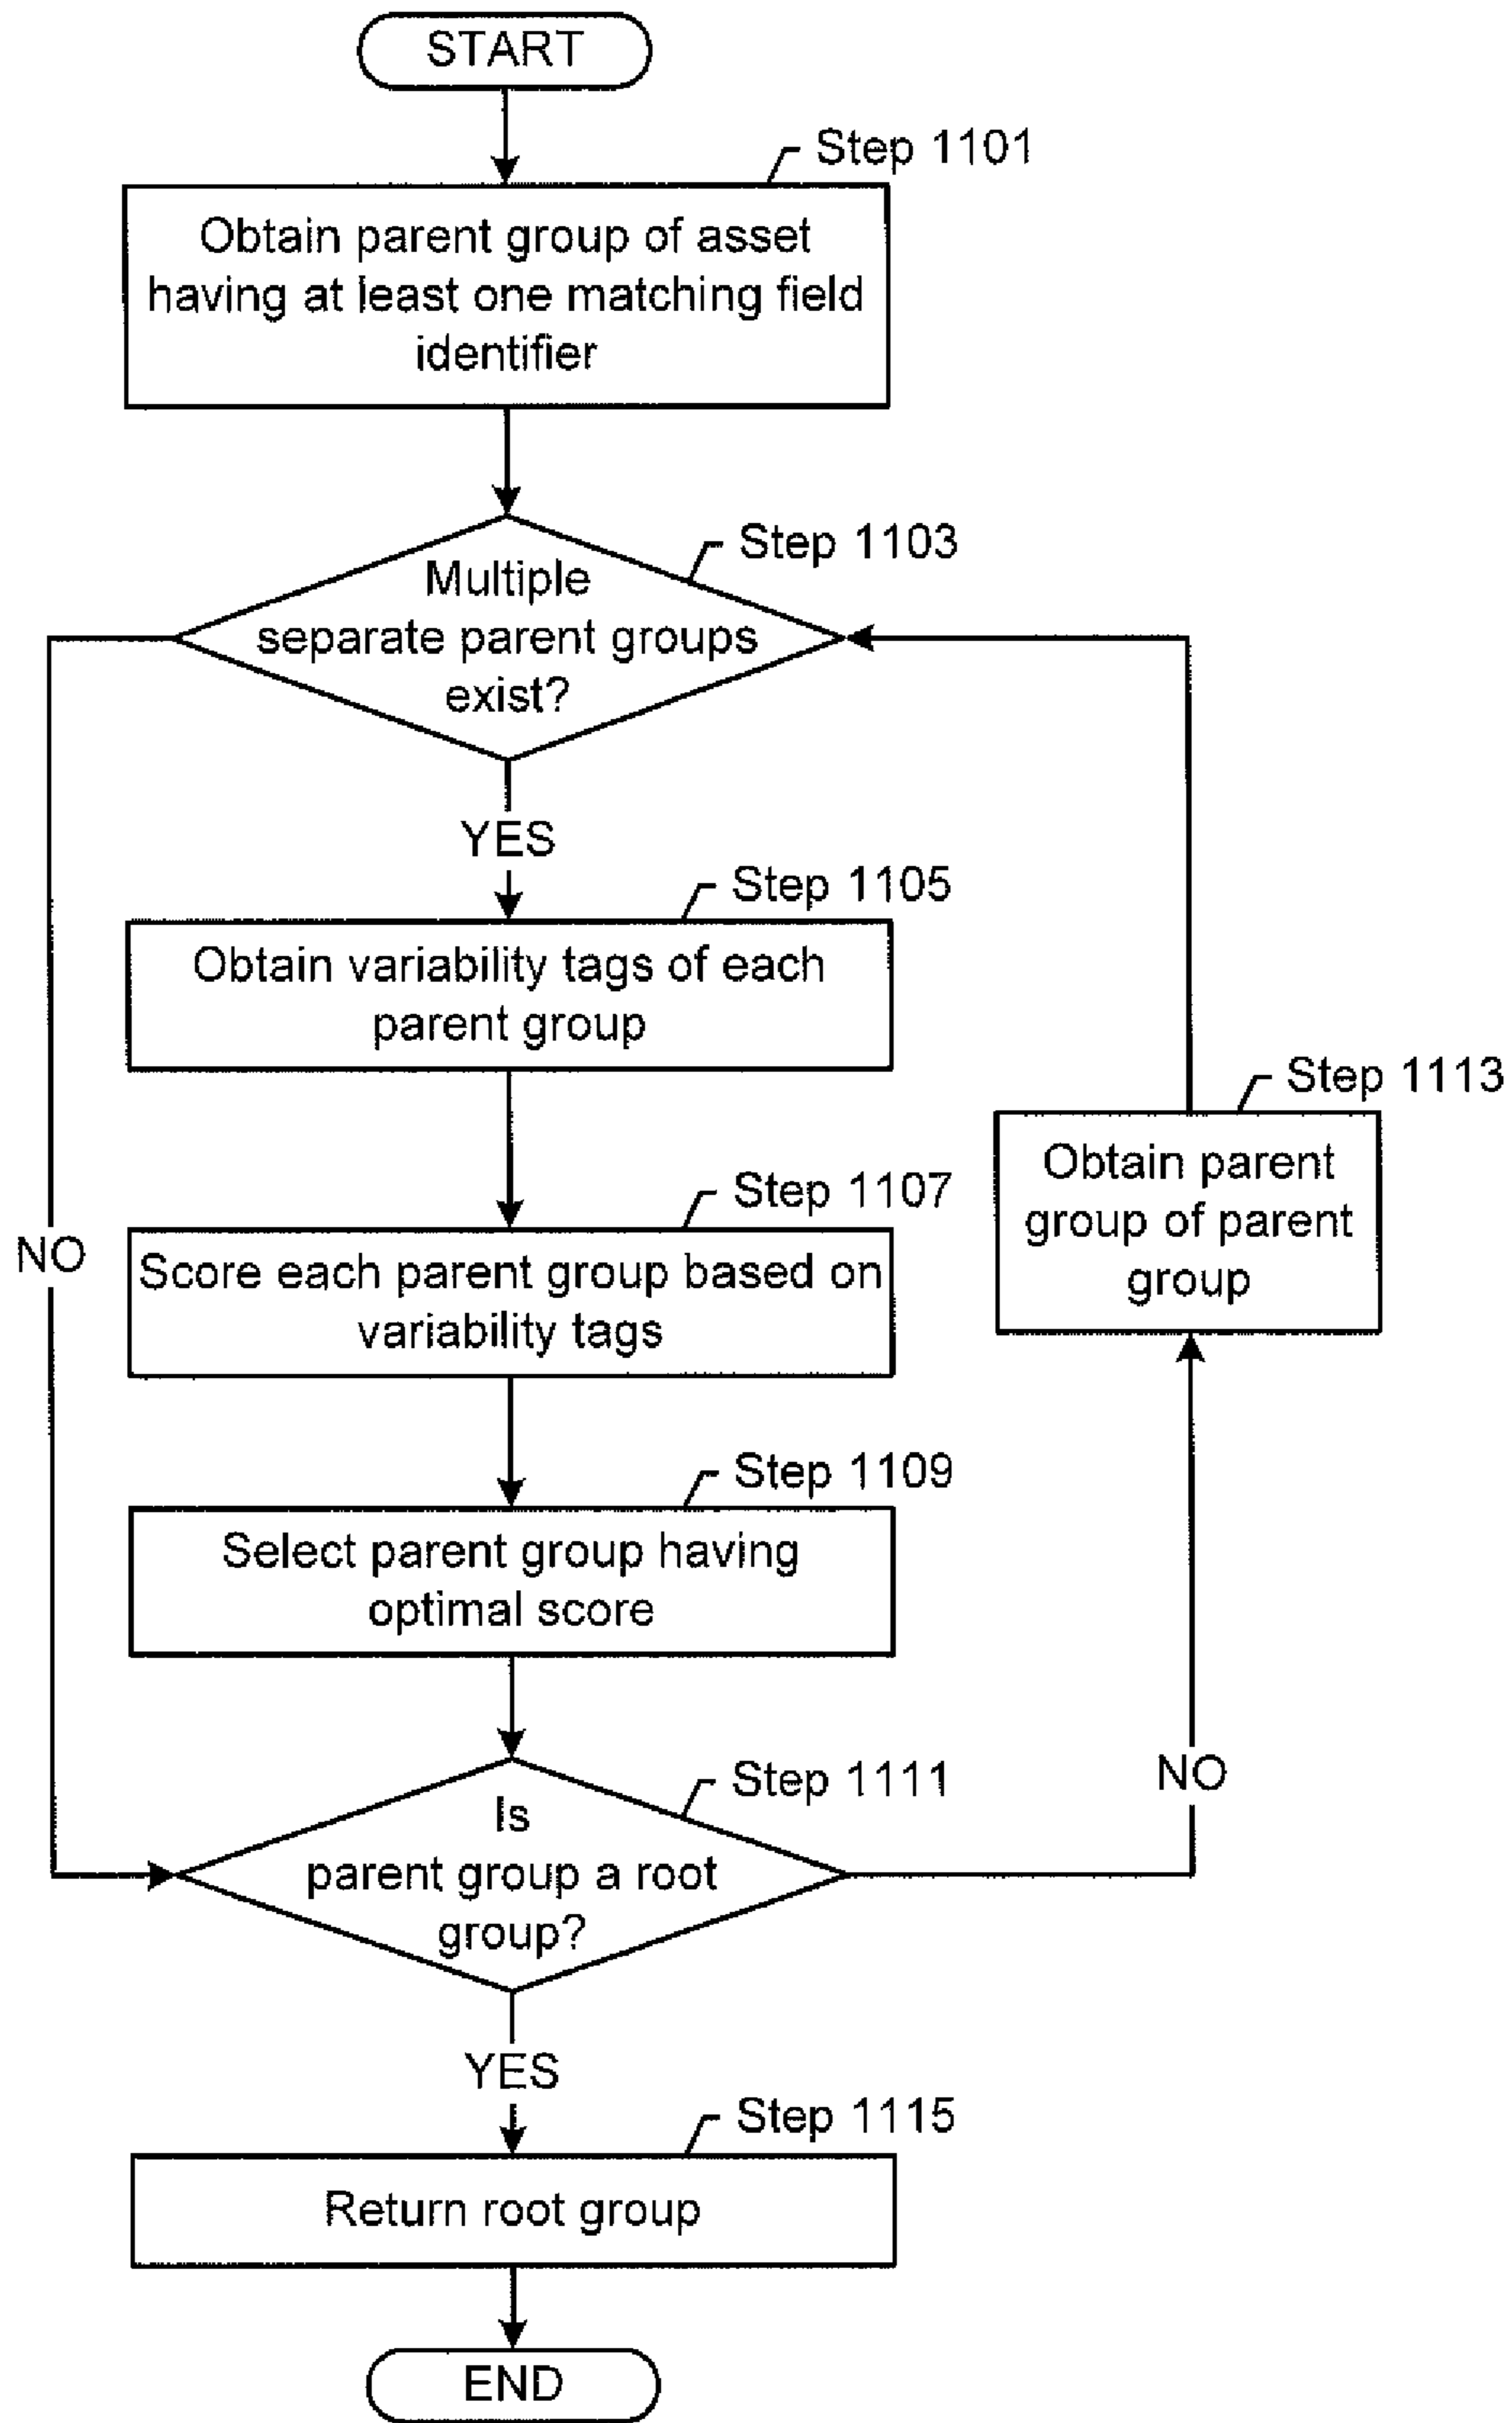 START
Step 1101
Obtain parent group of asset
having at least one matching field
identifier
Step 1103
Multiple
separate parent groups
exist?
YES
Step 1105
Obtain variability tags of each
parent group
Step 1113
Obtain parent
group of parent
group
Step 1107
NO
Score each parent group based on
variability tags
Step 1109
Select parent group having
optimal score
Step 1111
NO
Is
parent group a root
group?
YES
Step 1115
Return root group
END